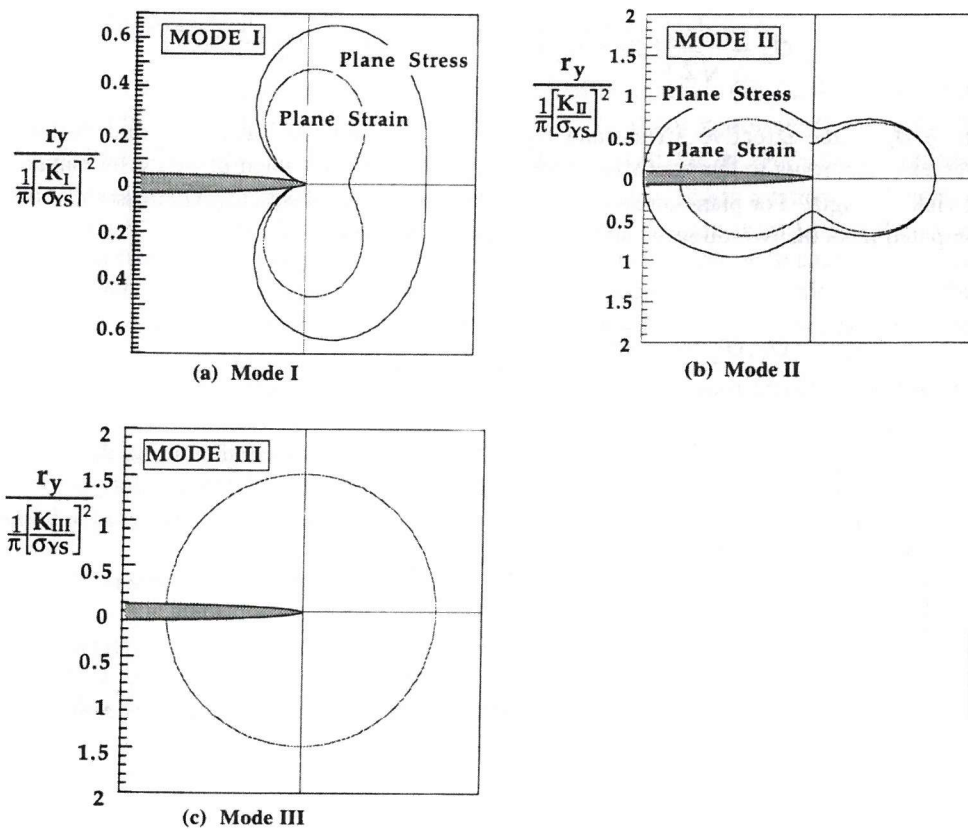 MODE I
Plane Stress
Plane Strain
r_y
1/π [K_I/σ_YS]^2
0.6
0.4
0.2
0
0.2
0.4
0.6
(a) Mode I
MODE II
Plane Stress
Plane Strain
r_y
1/π [K_II/σ_YS]^2
2
1.5
1
0.5
0
0.5
1
1.5
2
(b) Mode II
MODE III
r_y
1/π [K_III/σ_YS]^2
2
1.5
1
0.5
0
0.5
1
1.5
2
(c) Mode III